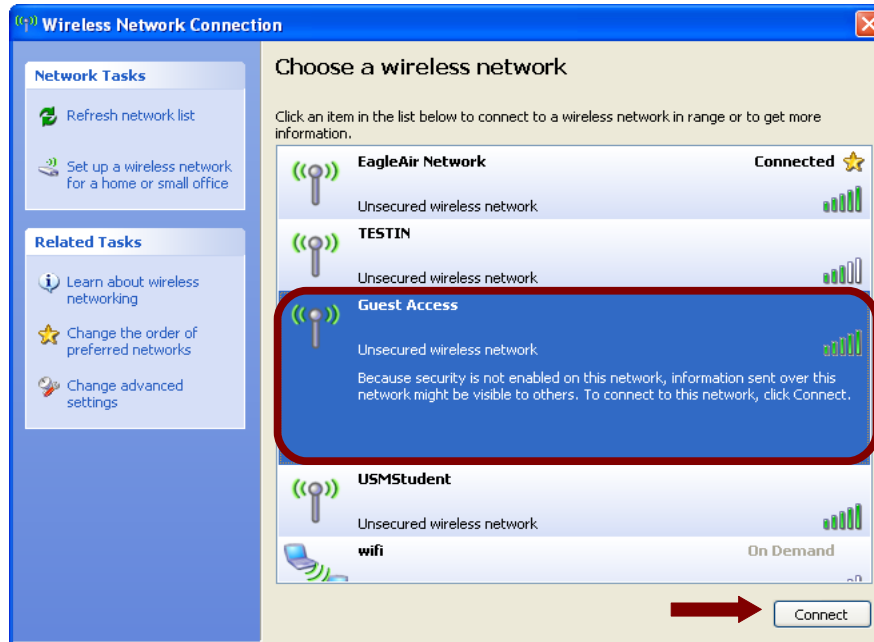 Wireless Network Connection
Network Tasks
Refresh network list
Set up a wireless network
for a home or small office
Related Tasks
Learn about wireless
networking
Change the order of
preferred networks
Change advanced
settings
Choose a wireless network
Click an item in the list below to connect to a wireless network in range or to get more
information.
EagleAir Network Connected
Unsecured wireless network
TESTIN
Unsecured wireless network
Guest Access
Unsecured wireless network
Because security is not enabled on this network, information sent over this
network might be visible to others. To connect to this network, click Connect.
USMStudent
Unsecured wireless network
wifi On Demand
Connect